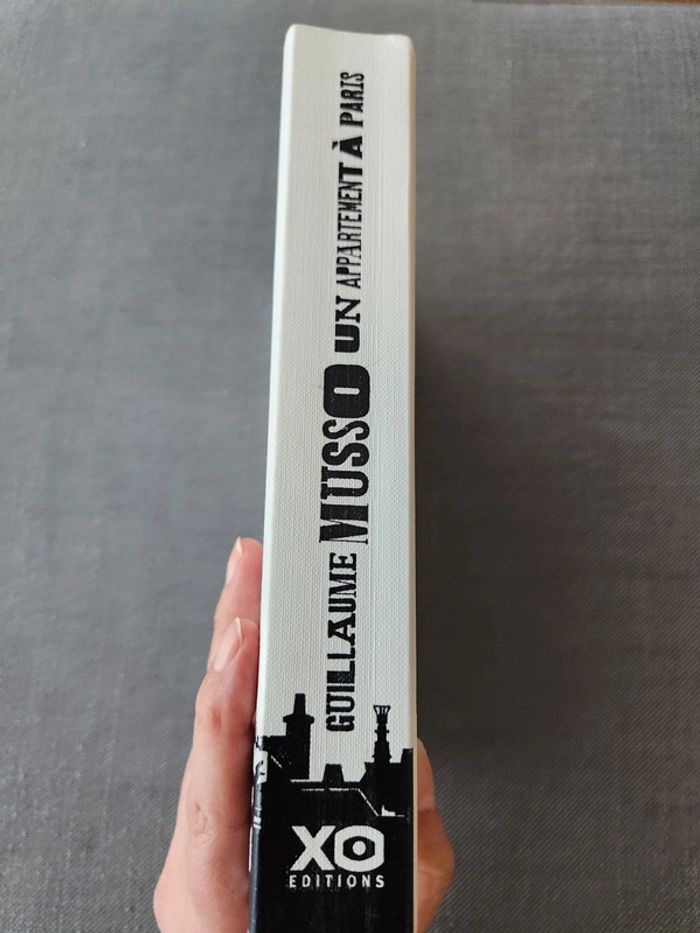 GUILLAUME MUSSO UN APPARTEMENT À PARIS
XO
EDITIONS